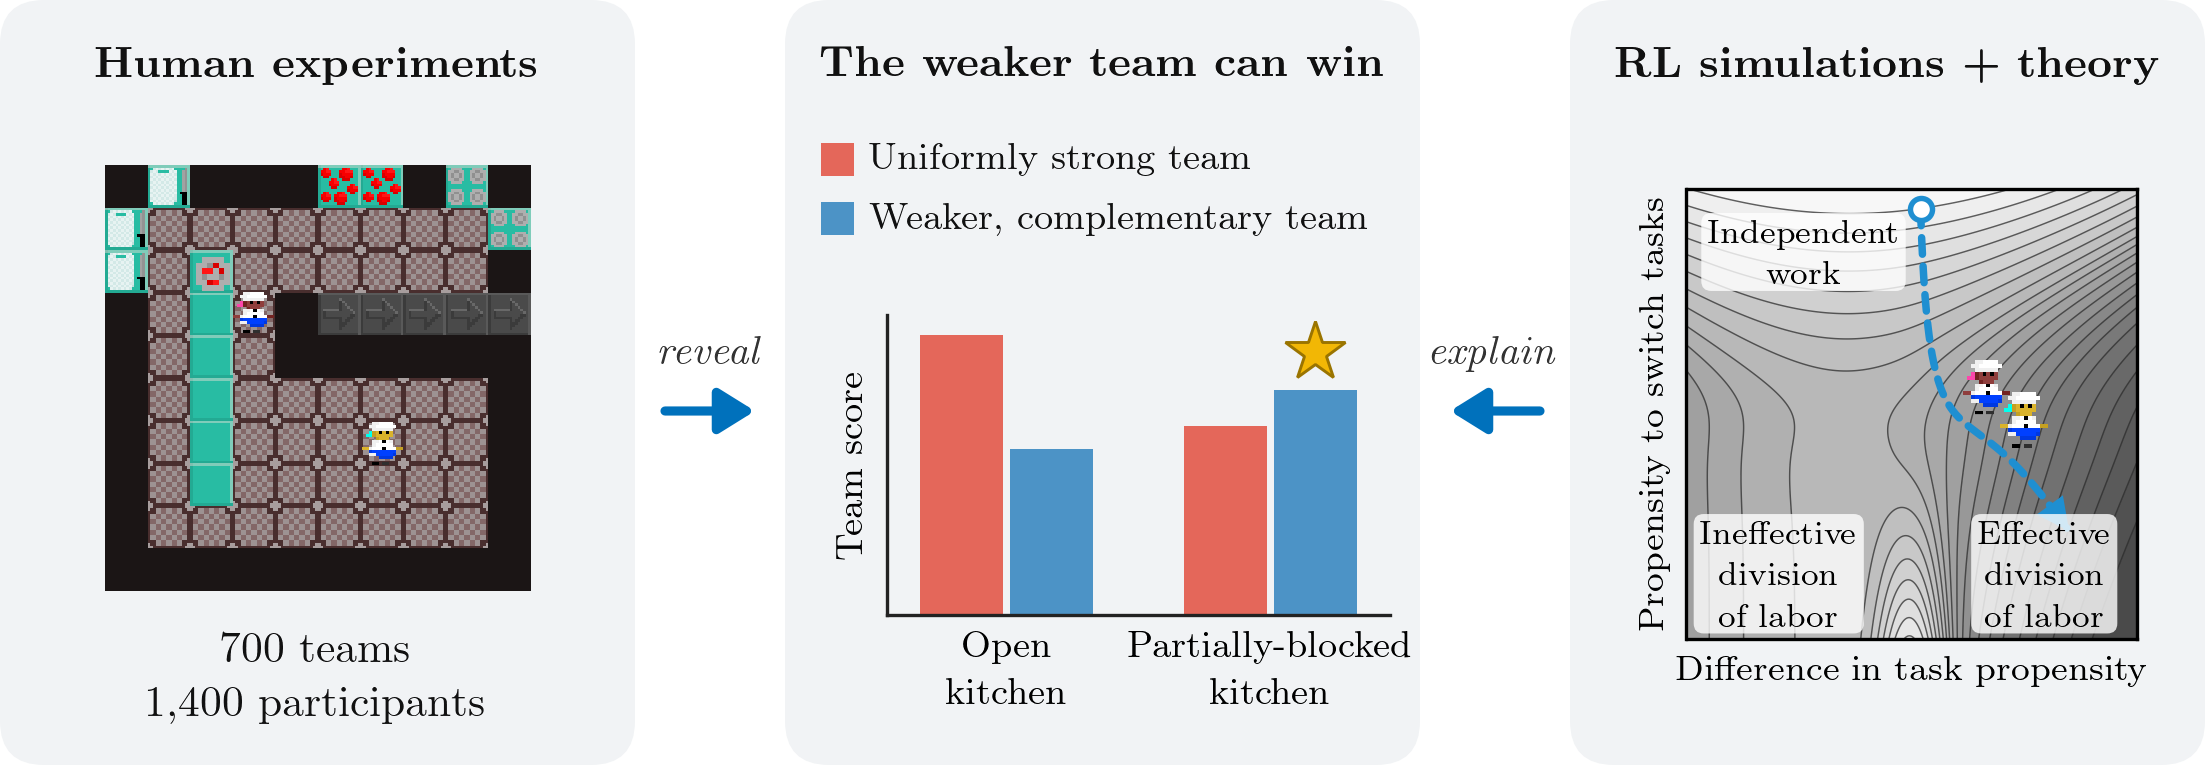 Human experiments
700 teams
1,400 participants
reveal
The weaker team can win
Uniformly strong team
Weaker, complementary team
Team score
Open
kitchen
Partially-blocked
kitchen
explain
RL simulations + theory
Propensity to switch tasks
Independent
work
Ineffective
division
of labor
Effective
division
of labor
Difference in task propensity